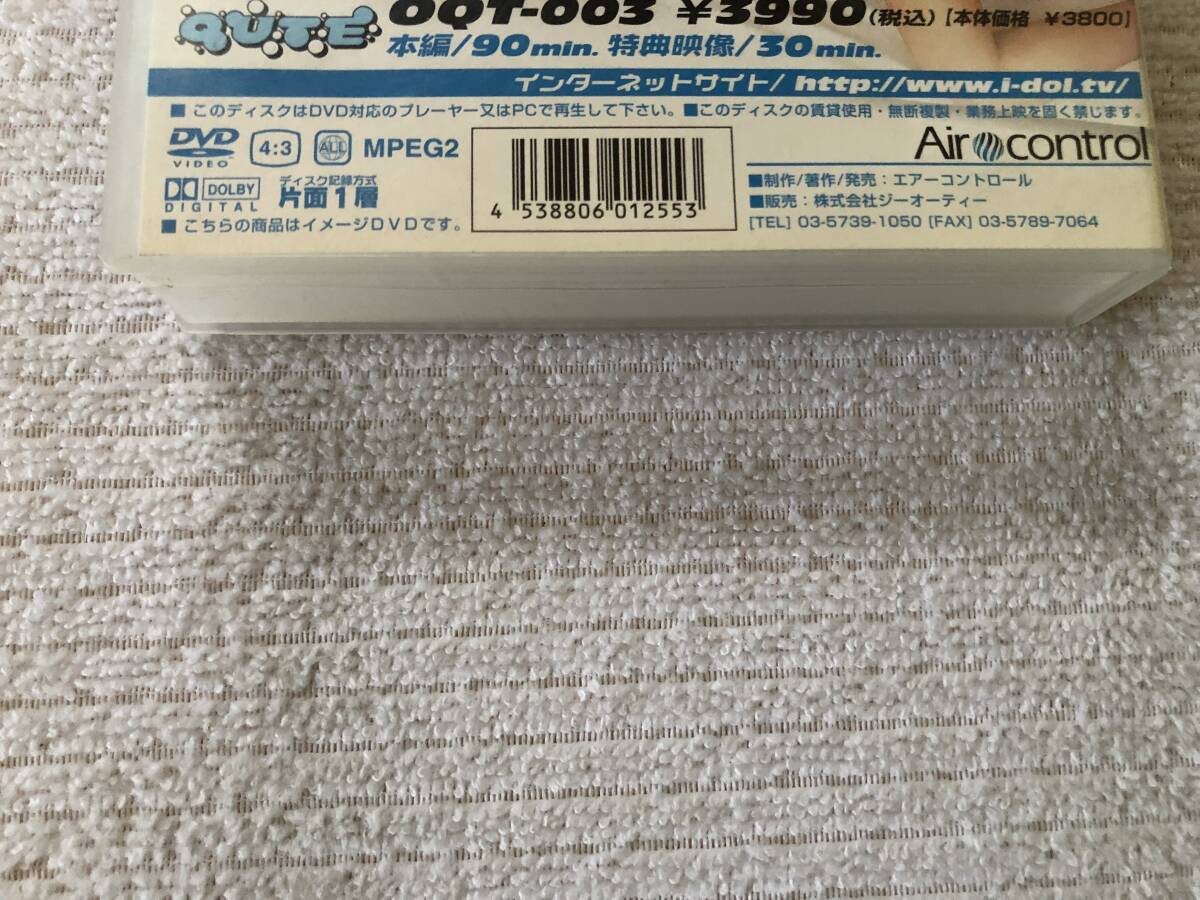 QUTE
OQT-003 ¥3990(税込)[本体価格 ¥3800]
本編/90min. 特典映像/30min.
インターネットサイト/ http://www.i-dol.tv/
■このディスクはDVD対応のプレーヤー又はPCで再生して下さい。■このディスクの賃貸使用・無断複製・業務上映を固く禁じます。
DVD VIDEO 4:3 ALL MPEG2
Air control
DOLBY DIGITAL
ディスク記録方式
片面1層
■こちらの商品はイメージDVDです。
4 538806 012553
■制作/著作/発売：エアーコントロール
■販売：株式会社ジーオーティー
[TEL] 03-5739-1050 [FAX] 03-5789-7064